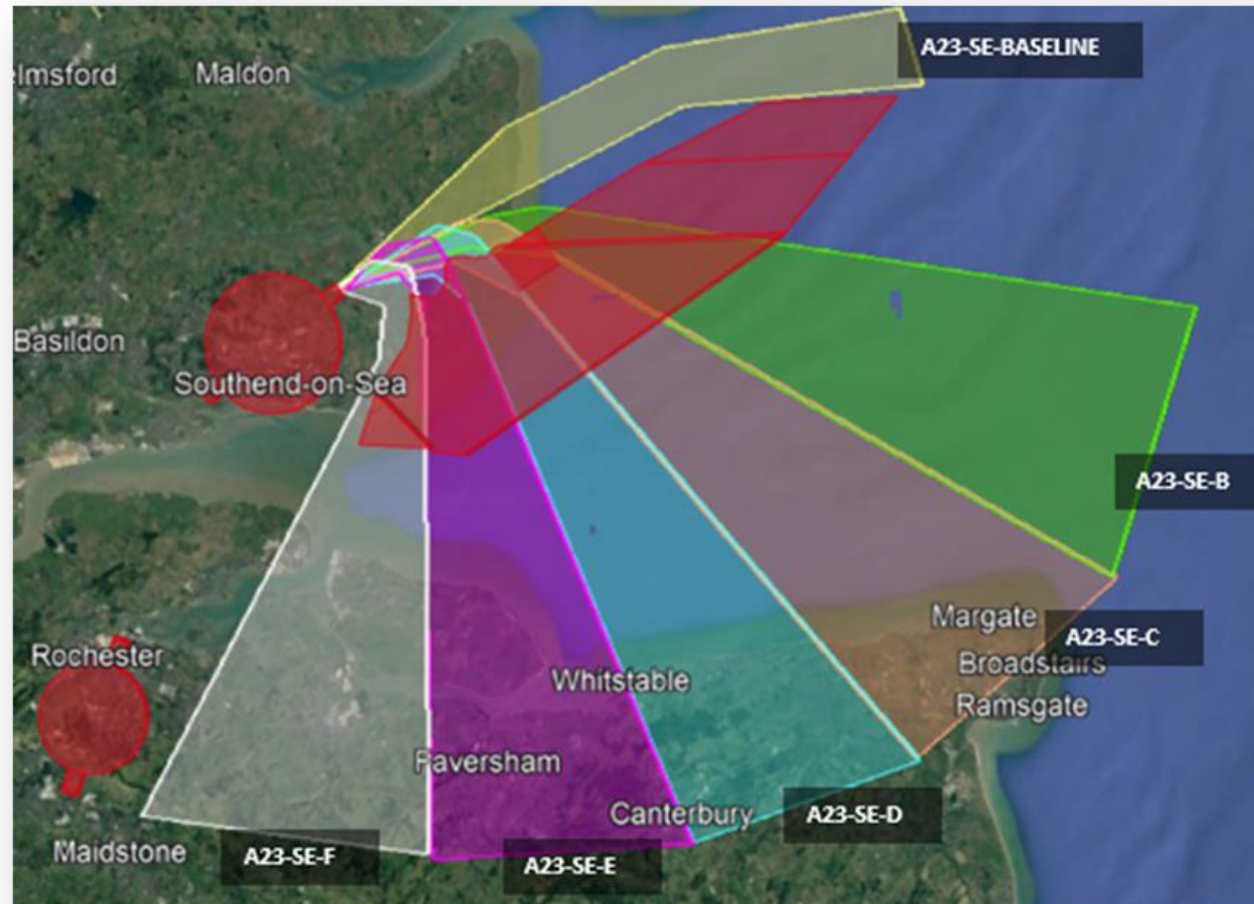 A23-SE-BASELINE
elmsford
Maldon
Basildon
Southend-on-Sea
A23-SE-B
Margate
A23-SE-C
Rochester
Broadstairs
Whitstable
Ramsgate
Faversham
Canterbury
A23-SE-D
Maidstone
A23-SE-F
A23-SE-E